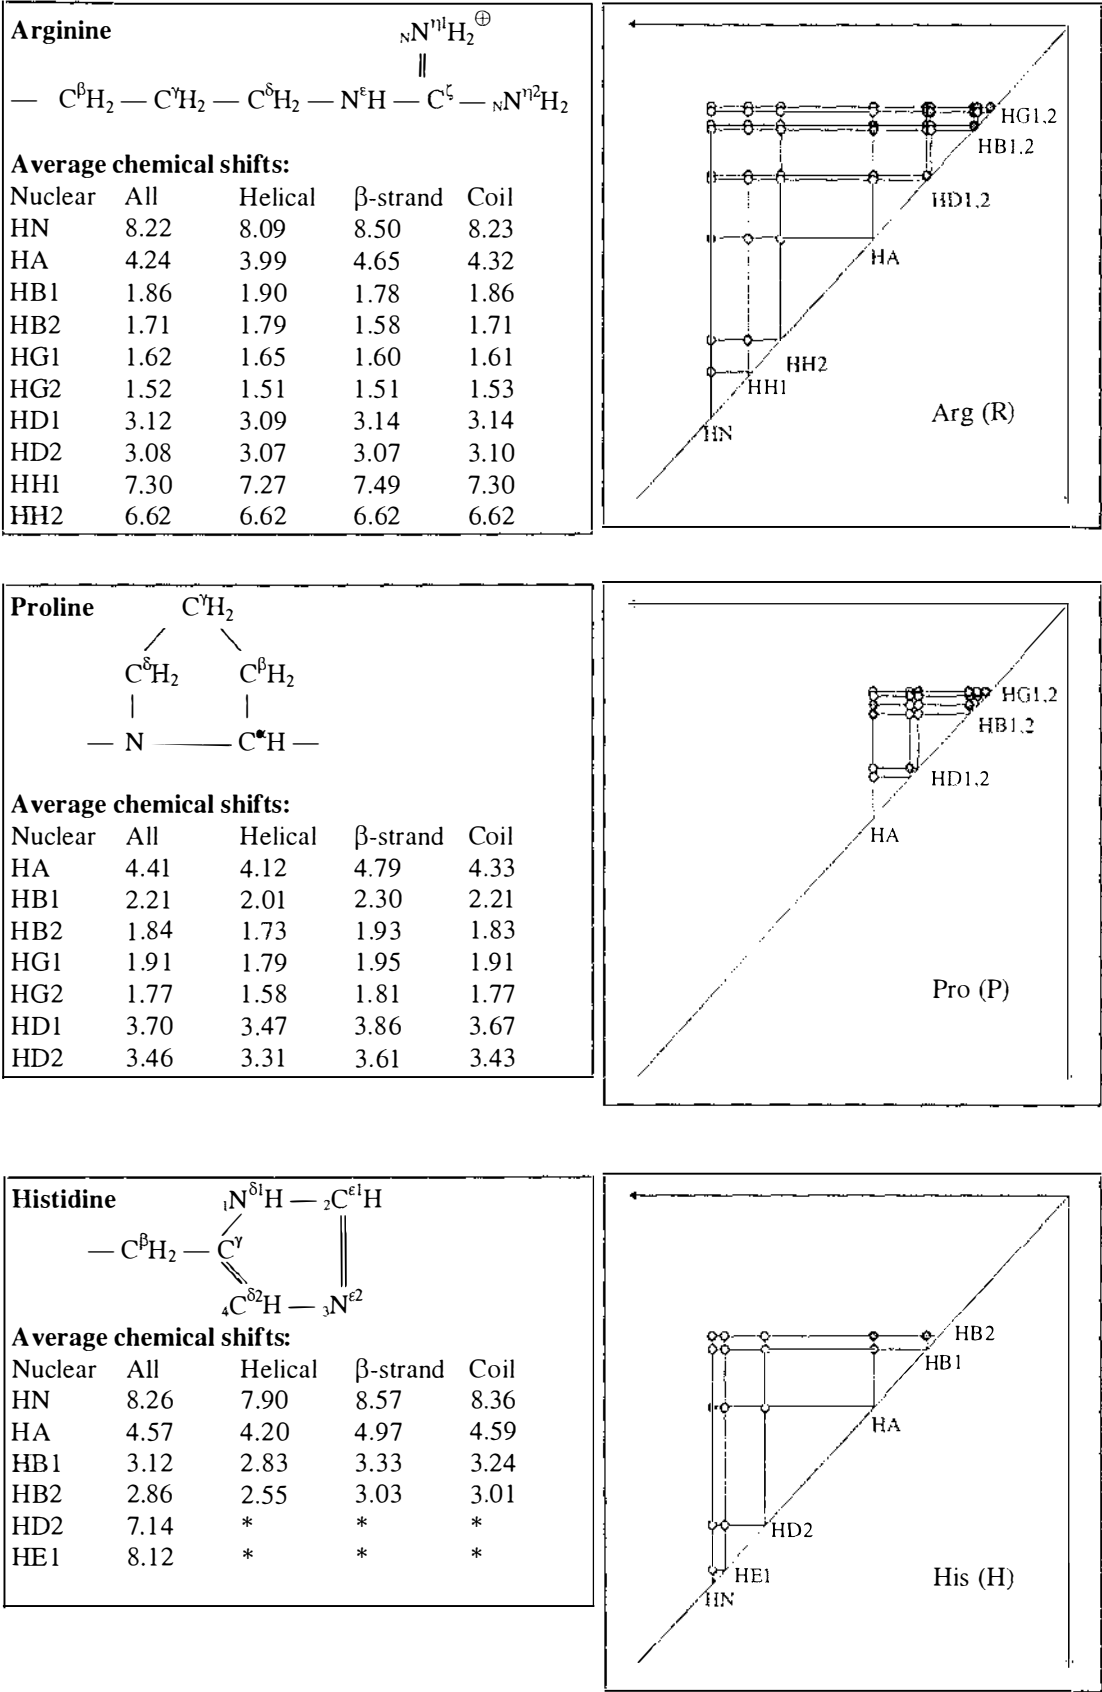 Arginine
NNη1H2⊕
— CβH2 — CγH2 — CδH2 — NεH — Cζ — NNη2H2
Average chemical shifts:
Nuclear All Helical β-strand Coil
HN 8.22 8.09 8.50 8.23
HA 4.24 3.99 4.65 4.32
HB1 1.86 1.90 1.78 1.86
HB2 1.71 1.79 1.58 1.71
HG1 1.62 1.65 1.60 1.61
HG2 1.52 1.51 1.51 1.53
HD1 3.12 3.09 3.14 3.14
HD2 3.08 3.07 3.07 3.10
HH1 7.30 7.27 7.49 7.30
HH2 6.62 6.62 6.62 6.62
HG1,2
HB1,2
HD1,2
HA
HH2
HH1
HN
Arg (R)
Proline
CγH2
CδH2 CβH2
— N — CαH —
Average chemical shifts:
Nuclear All Helical β-strand Coil
HA 4.41 4.12 4.79 4.33
HB1 2.21 2.01 2.30 2.21
HB2 1.84 1.73 1.93 1.83
HG1 1.91 1.79 1.95 1.91
HG2 1.77 1.58 1.81 1.77
HD1 3.70 3.47 3.86 3.67
HD2 3.46 3.31 3.61 3.43
HG1,2
HB1,2
HD1,2
HA
Pro (P)
Histidine
1Nδ1H — 2Cε1H
— CβH2 — Cγ
4Cδ2H — 3Nε2
Average chemical shifts:
Nuclear All Helical β-strand Coil
HN 8.26 7.90 8.57 8.36
HA 4.57 4.20 4.97 4.59
HB1 3.12 2.83 3.33 3.24
HB2 2.86 2.55 3.03 3.01
HD2 7.14 * * *
HE1 8.12 * * *
HB2
HB1
HA
HD2
HE1
HN
His (H)